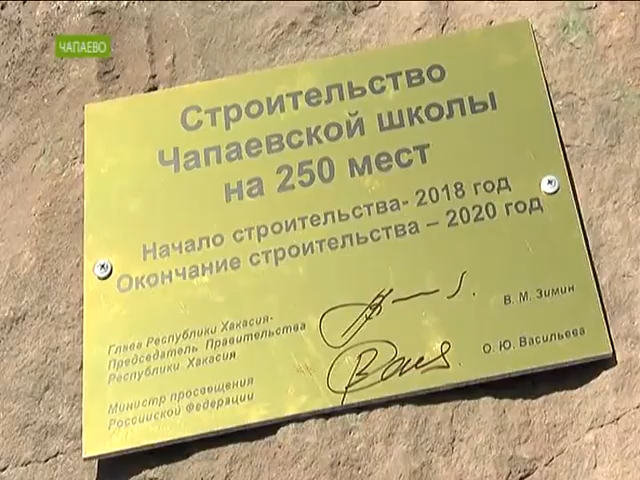 ЧАПАЕВО
Строительство
Чапаевской школы
на 250 мест
Начало строительства- 2018 год
Окончание строительства – 2020 год
Глава Республики Хакасия-
Председатель Правительства
Республики Хакасия
В. М. Зимин
Министр просвещения
Российской Федерации
О. Ю. Васильева